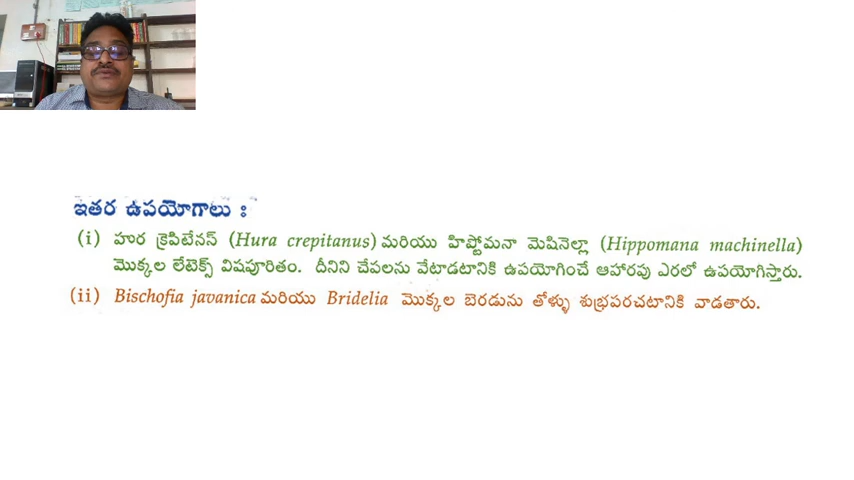 ఇతర ఉపయోగాలు :
(i) హుర క్రెపిటేనస్ (Hura crepitanus) మరియు హిప్టోమనా మెషినెల్లా (Hippomana machinella)
మొక్కల లేటెక్స్ విషపూరితం. దీనిని చేపలను వేటాడటానికి ఉపయోగించే ఆహారపు ఎరలో ఉపయోగిస్తారు.
(ii) Bischofia javanica మరియు Bridelia మొక్కల బెరడును తోళ్ళు శుభ్రపరచటానికి వాడతారు.